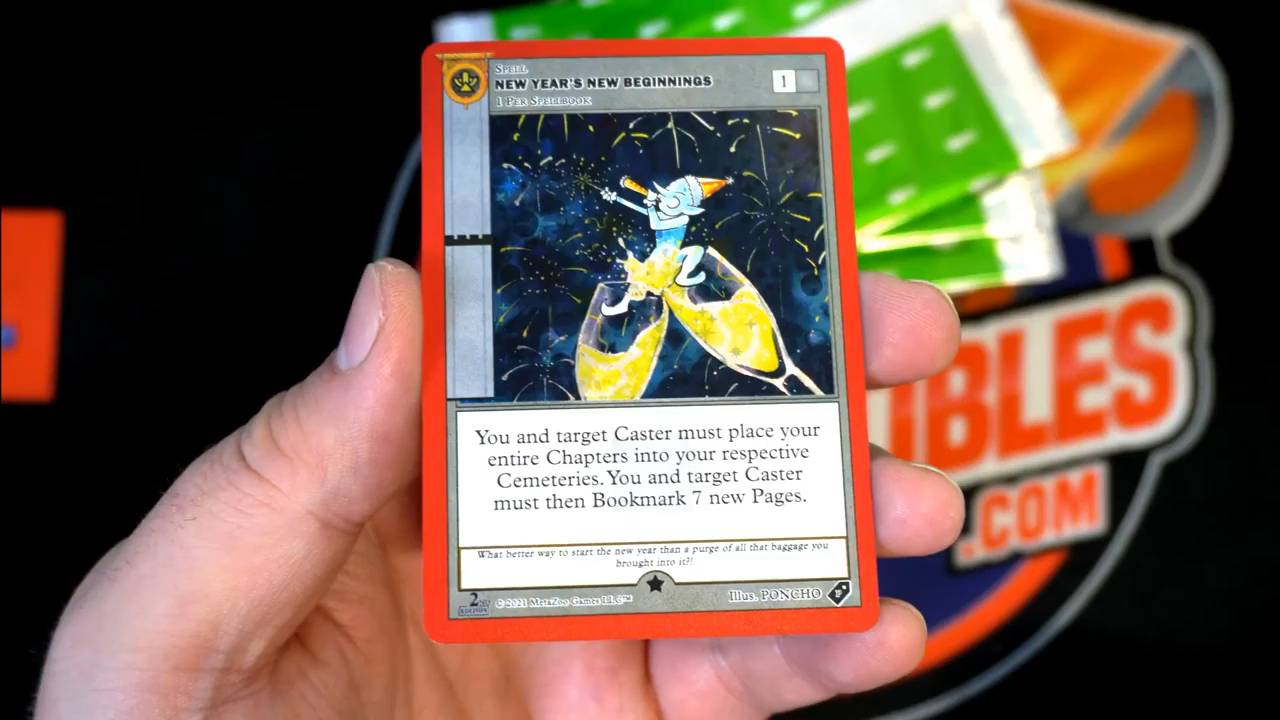 SPELL
NEW YEAR'S NEW BEGINNINGS
1
1 PER SPELLBOOK
You and target Caster must place your
entire Chapters into your respective
Cemeteries. You and target Caster
must then Bookmark 7 new Pages.
What better way to start the new year than a purge of all that baggage you
brought into it?!
2ND
EDITION
© 2021 MetaZoo Games LLC™
Illus. PONCHO
IBLES
.COM